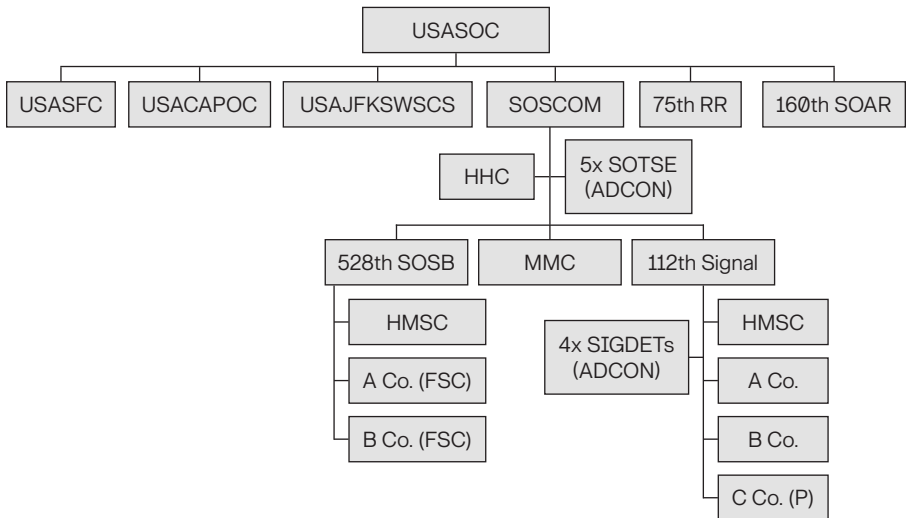 USASOC
USASFC
USACAPOC
USAJFKSWSCS
SOSCOM
75th RR
160th SOAR
HHC
5x SOTSE
(ADCON)
528th SOSB
MMC
112th Signal
HMSC
A Co. (FSC)
B Co. (FSC)
4x SIGDETs
(ADCON)
HMSC
A Co.
B Co.
C Co. (P)